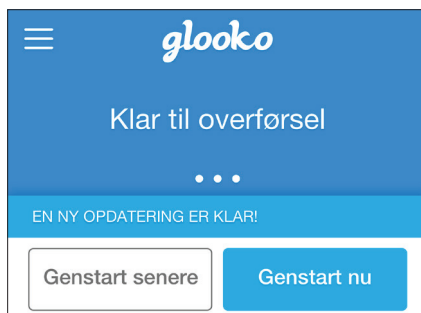 glooko
Klar til overførsel
EN NY OPDATERING ER KLAR!
Genstart senere
Genstart nu